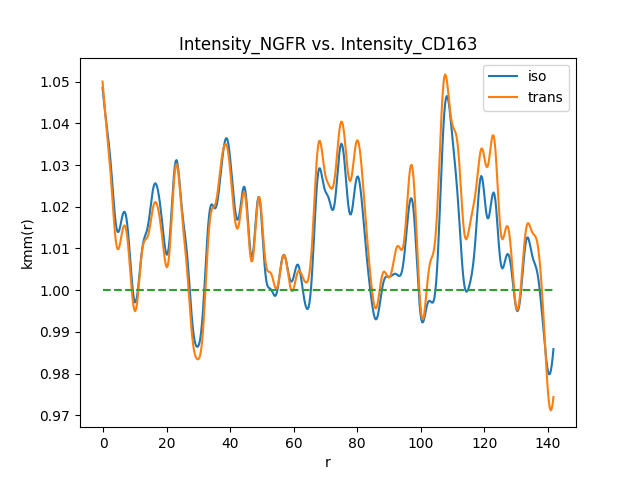 Intensity_NGFR vs. Intensity_CD163
iso
trans
kmm(r)
1.05
1.04
1.03
1.02
1.01
1.00
0.99
0.98
0.97
0 20 40 60 80 100 120 140
r